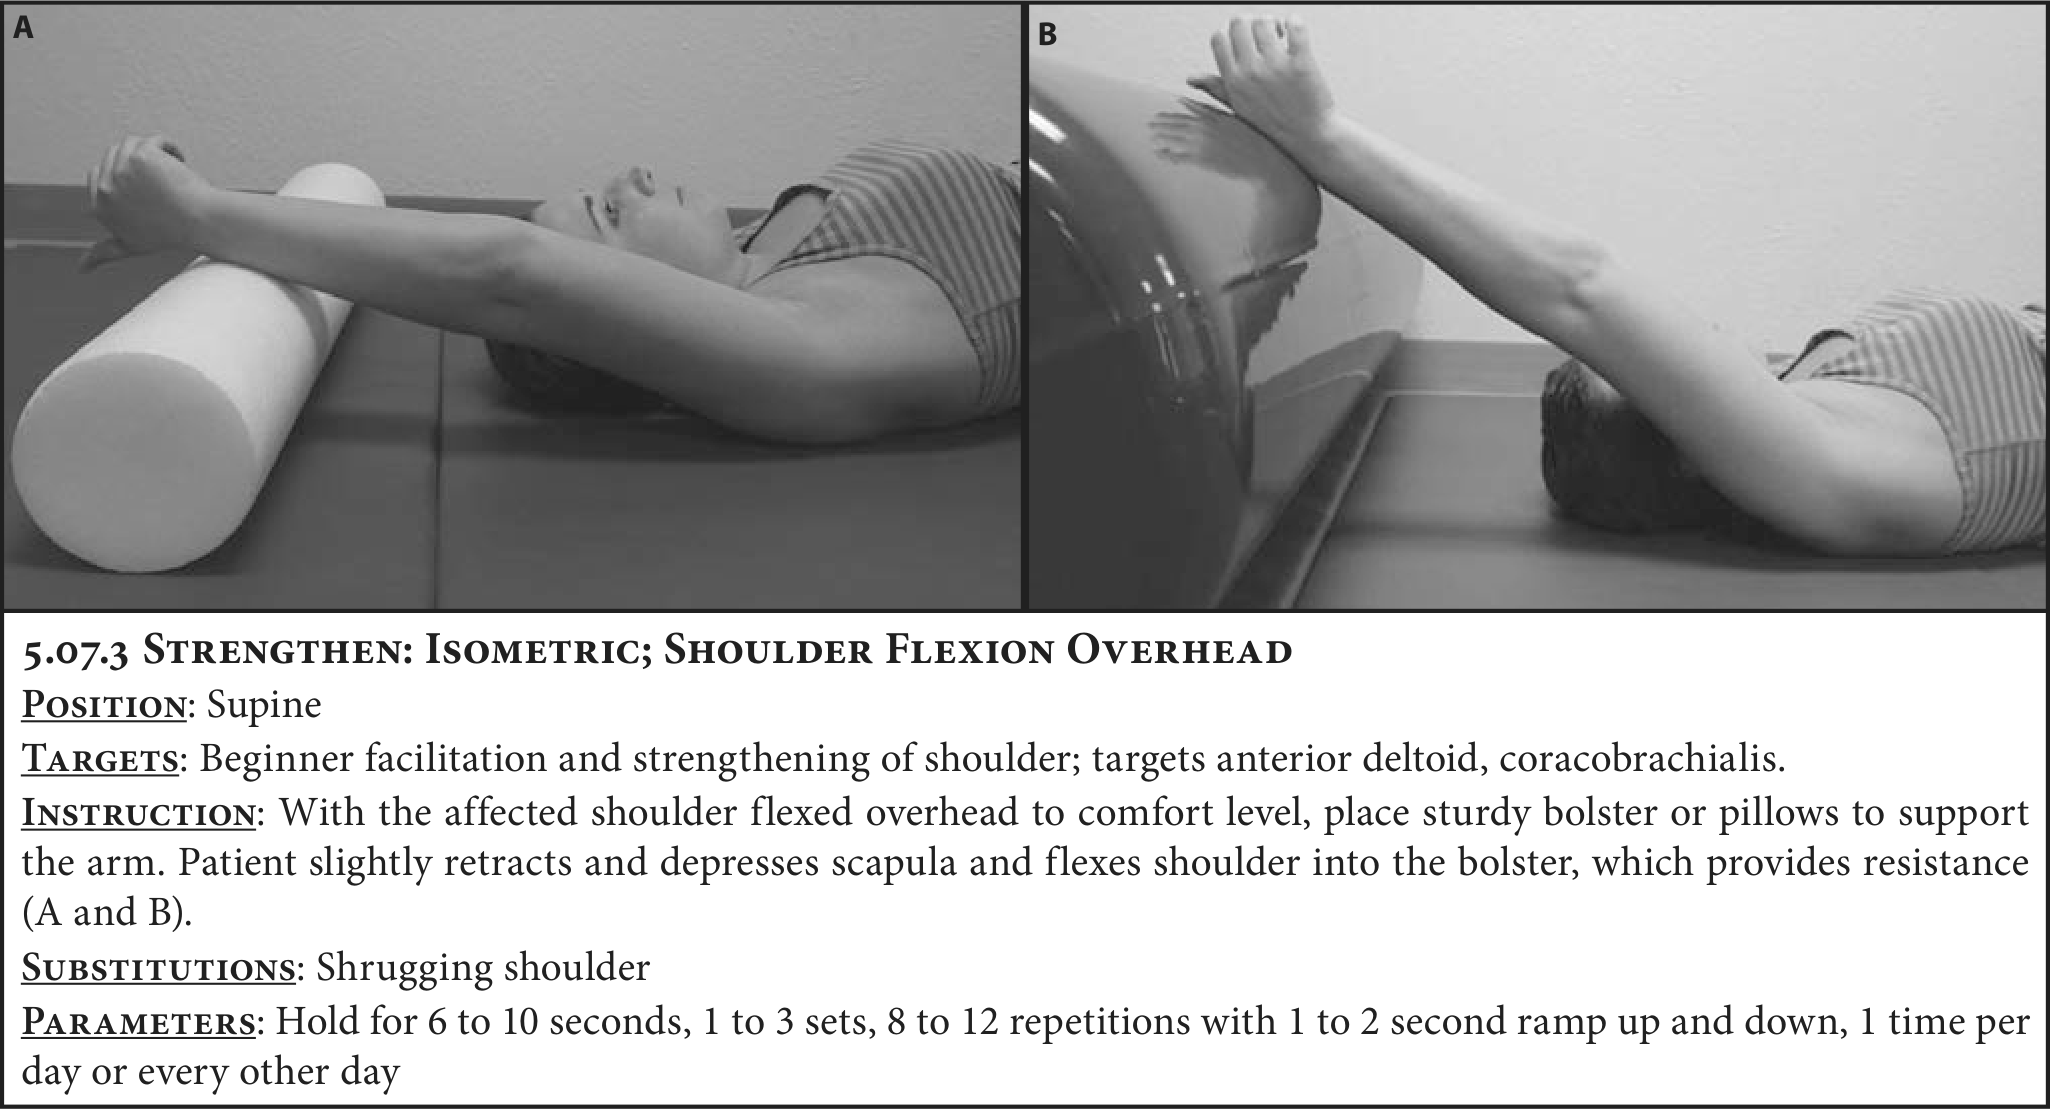 A
B
5.07.3 Strengthen: Isometric; Shoulder Flexion Overhead
Position: Supine
Targets: Beginner facilitation and strengthening of shoulder; targets anterior deltoid, coracobrachialis.
Instruction: With the affected shoulder flexed overhead to comfort level, place sturdy bolster or pillows to support
the arm. Patient slightly retracts and depresses scapula and flexes shoulder into the bolster, which provides resistance
(A and B).
Substitutions: Shrugging shoulder
Parameters: Hold for 6 to 10 seconds, 1 to 3 sets, 8 to 12 repetitions with 1 to 2 second ramp up and down, 1 time per
day or every other day